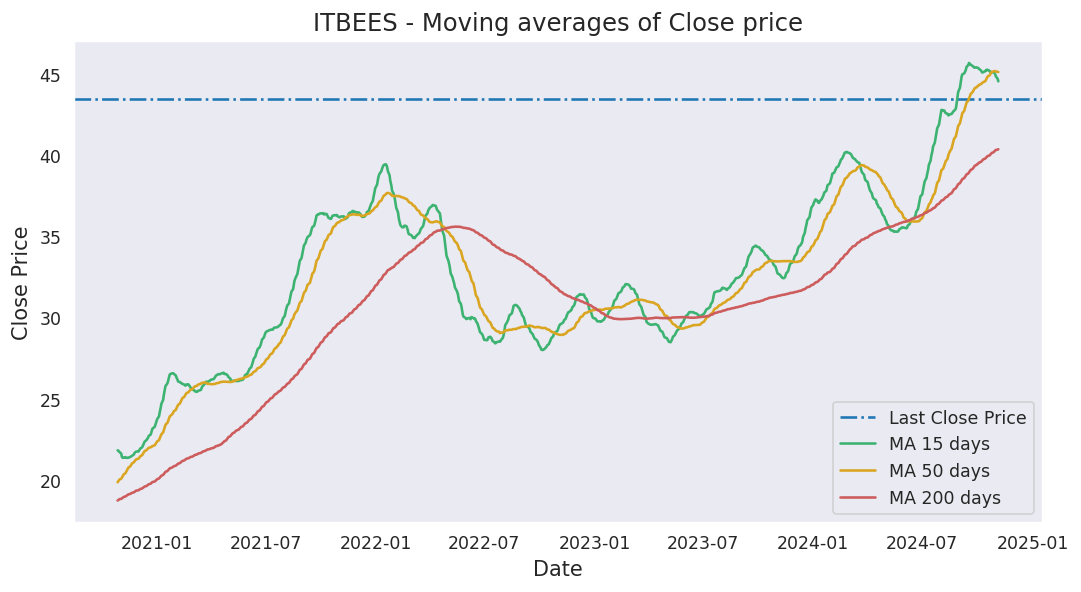 ITBEES - Moving averages of Close price
Close Price
45
40
35
30
25
20
Last Close Price
MA 15 days
MA 50 days
MA 200 days
2021-01 2021-07 2022-01 2022-07 2023-01 2023-07 2024-01 2024-07 2025-01
Date